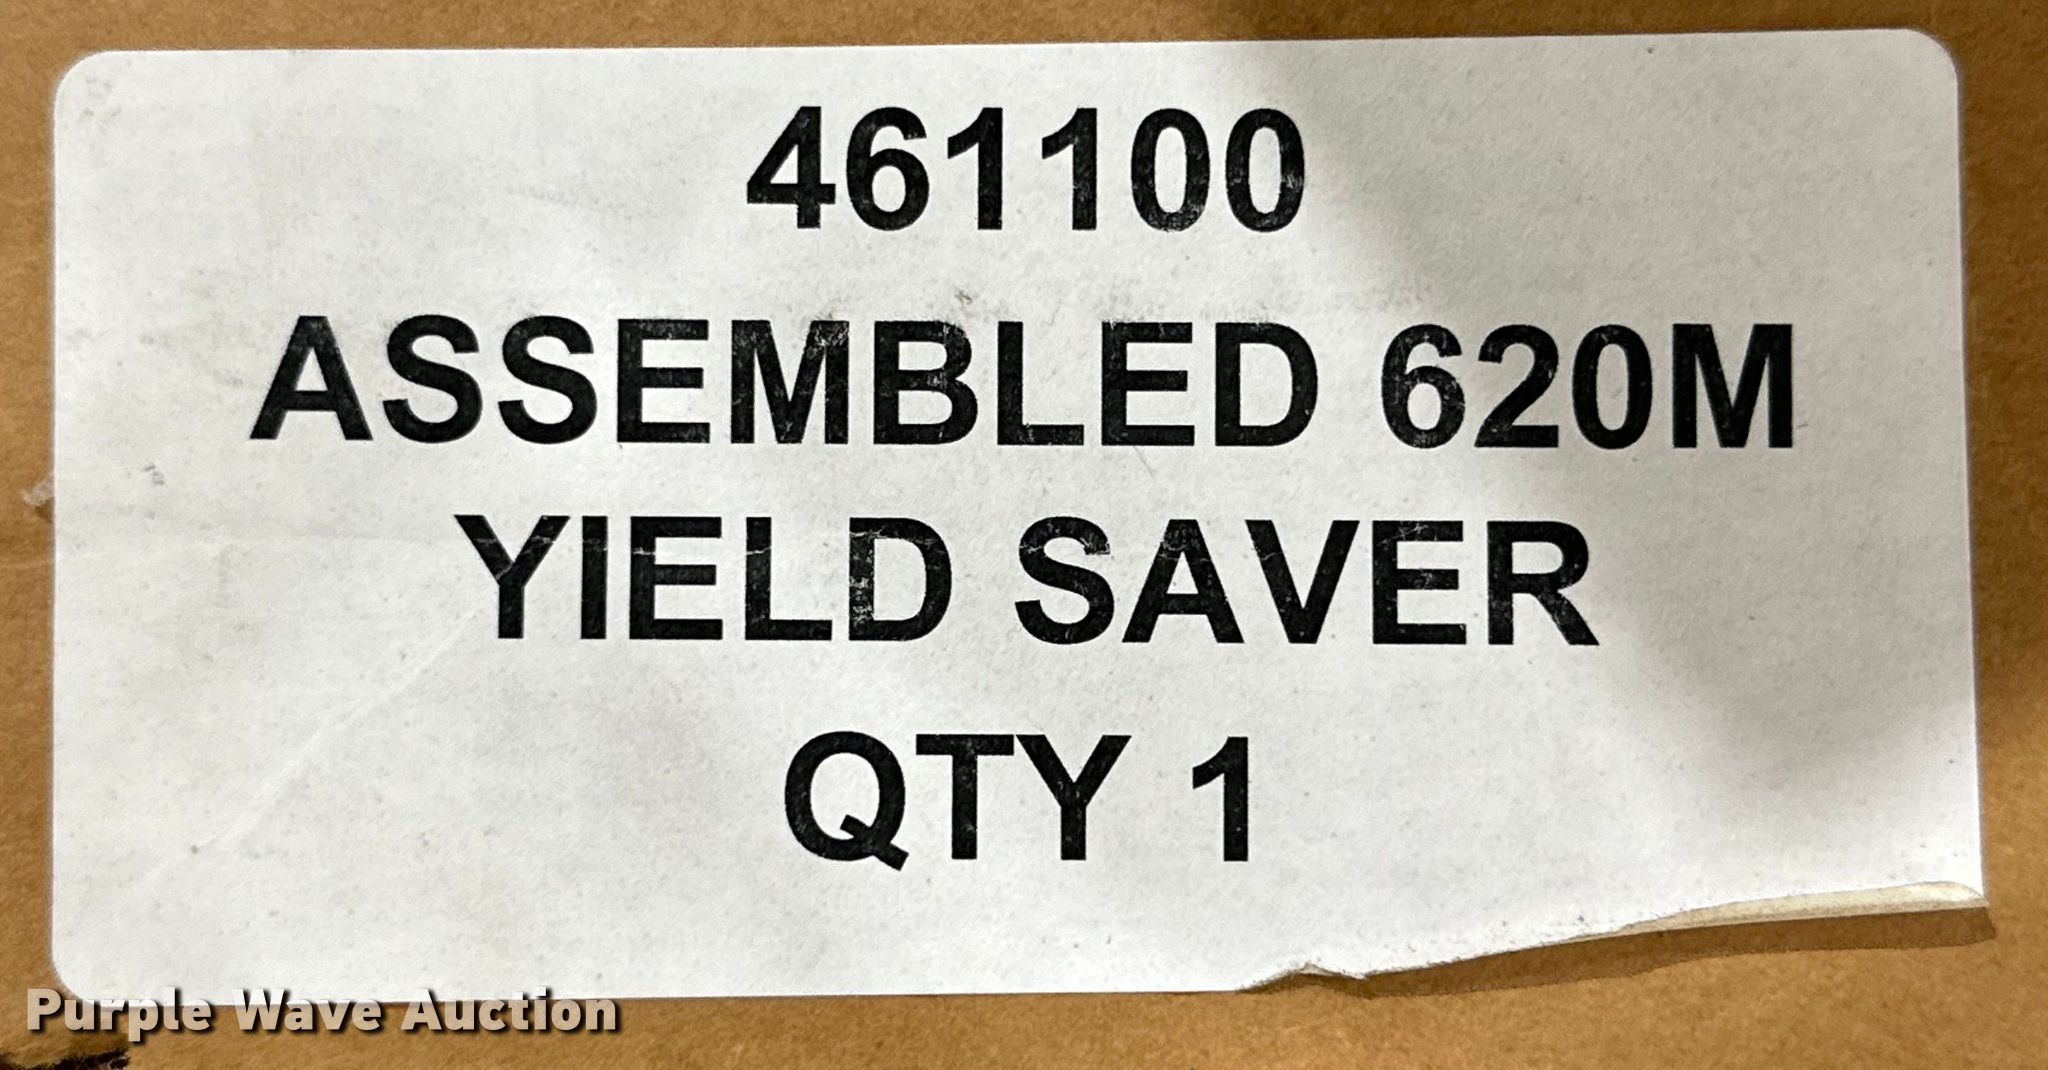 461100
ASSEMBLED 620M
YIELD SAVER
QTY 1
Purple Wave Auction